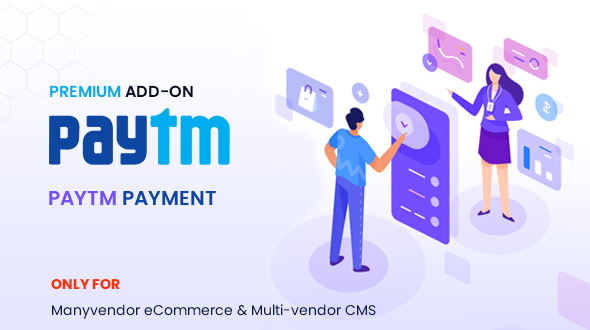 PREMIUM ADD-ON
paytm
PAYTM PAYMENT
ONLY FOR
Manyvendor eCommerce & Multi-vendor CMS